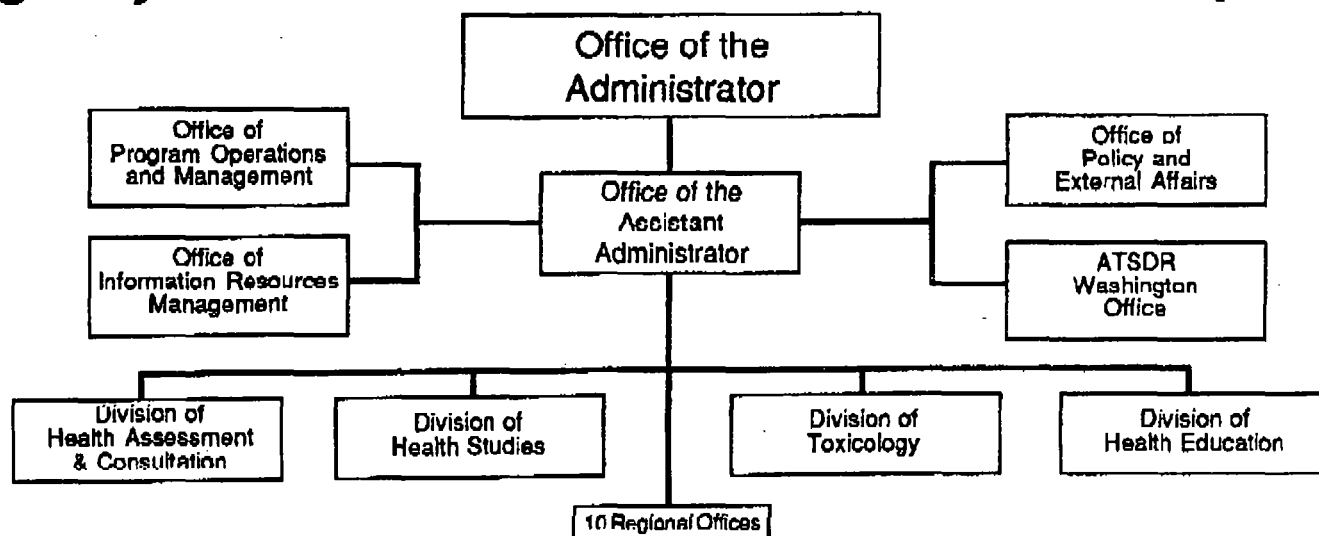 Office of the
Administrator
Office of
Program Operations
and Management
Office of
Policy and
External Affairs
Office of the
Assistant
Administrator
Office of
Information Resources
Management
ATSDR
Washington
Office
Division of
Health Assessment
& Consultation
Division of
Health Studies
Division of
Toxicology
Division of
Health Education
10 Regional Offices